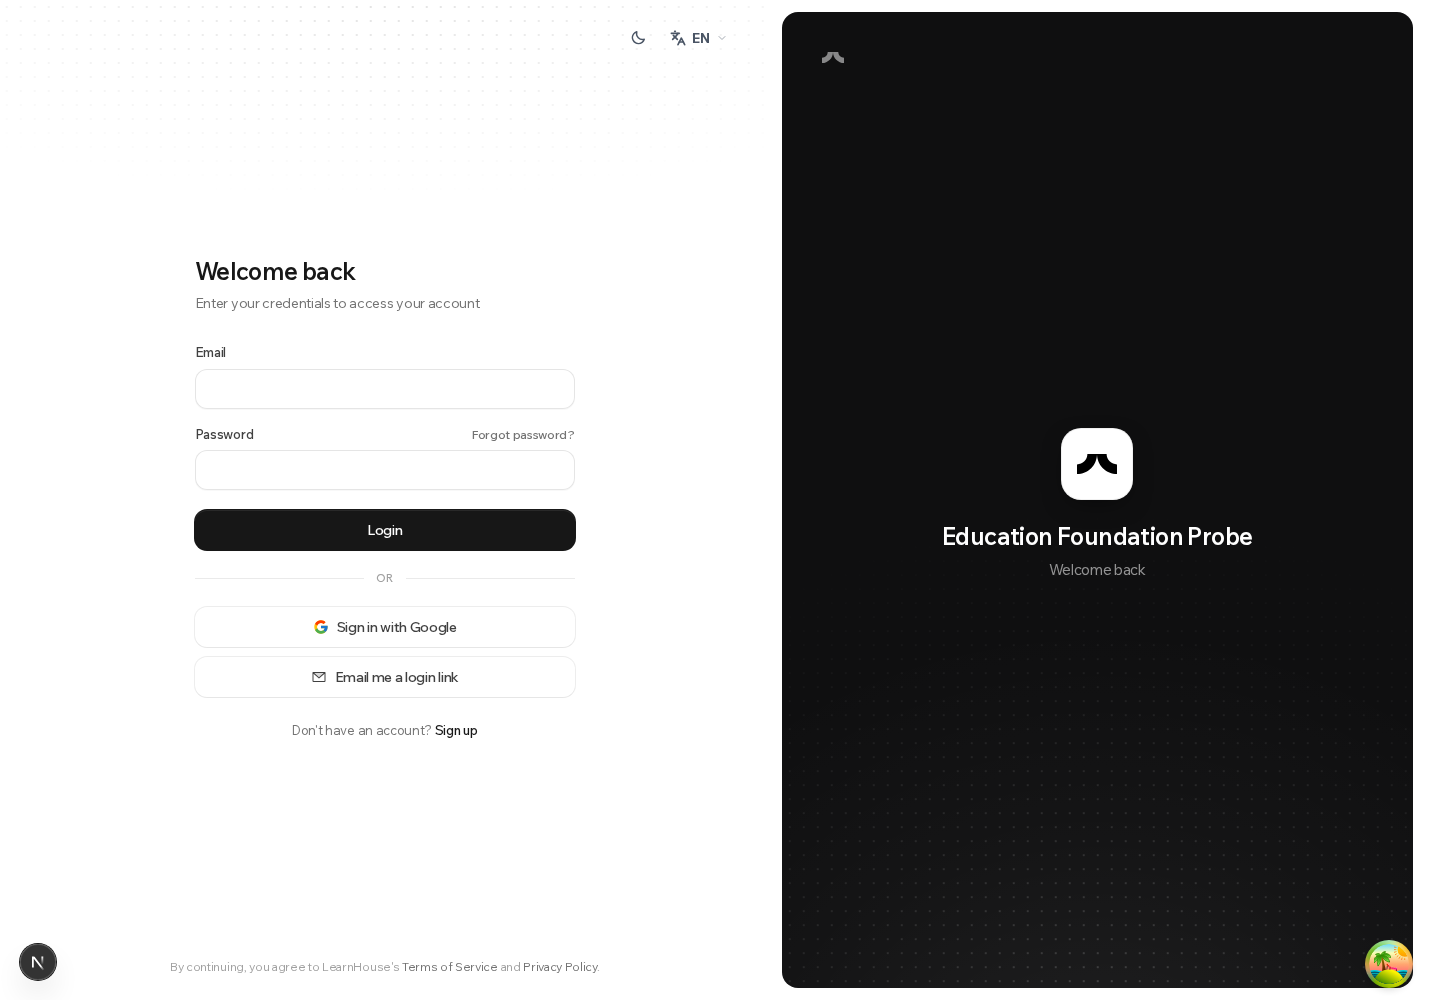 EN
Welcome back
Enter your credentials to access your account
Email
Password
Forgot password?
Login
OR
Sign in with Google
Email me a login link
Don't have an account? Sign up
By continuing, you agree to LearnHouse's Terms of Service and Privacy Policy.
N
Education Foundation Probe
Welcome back